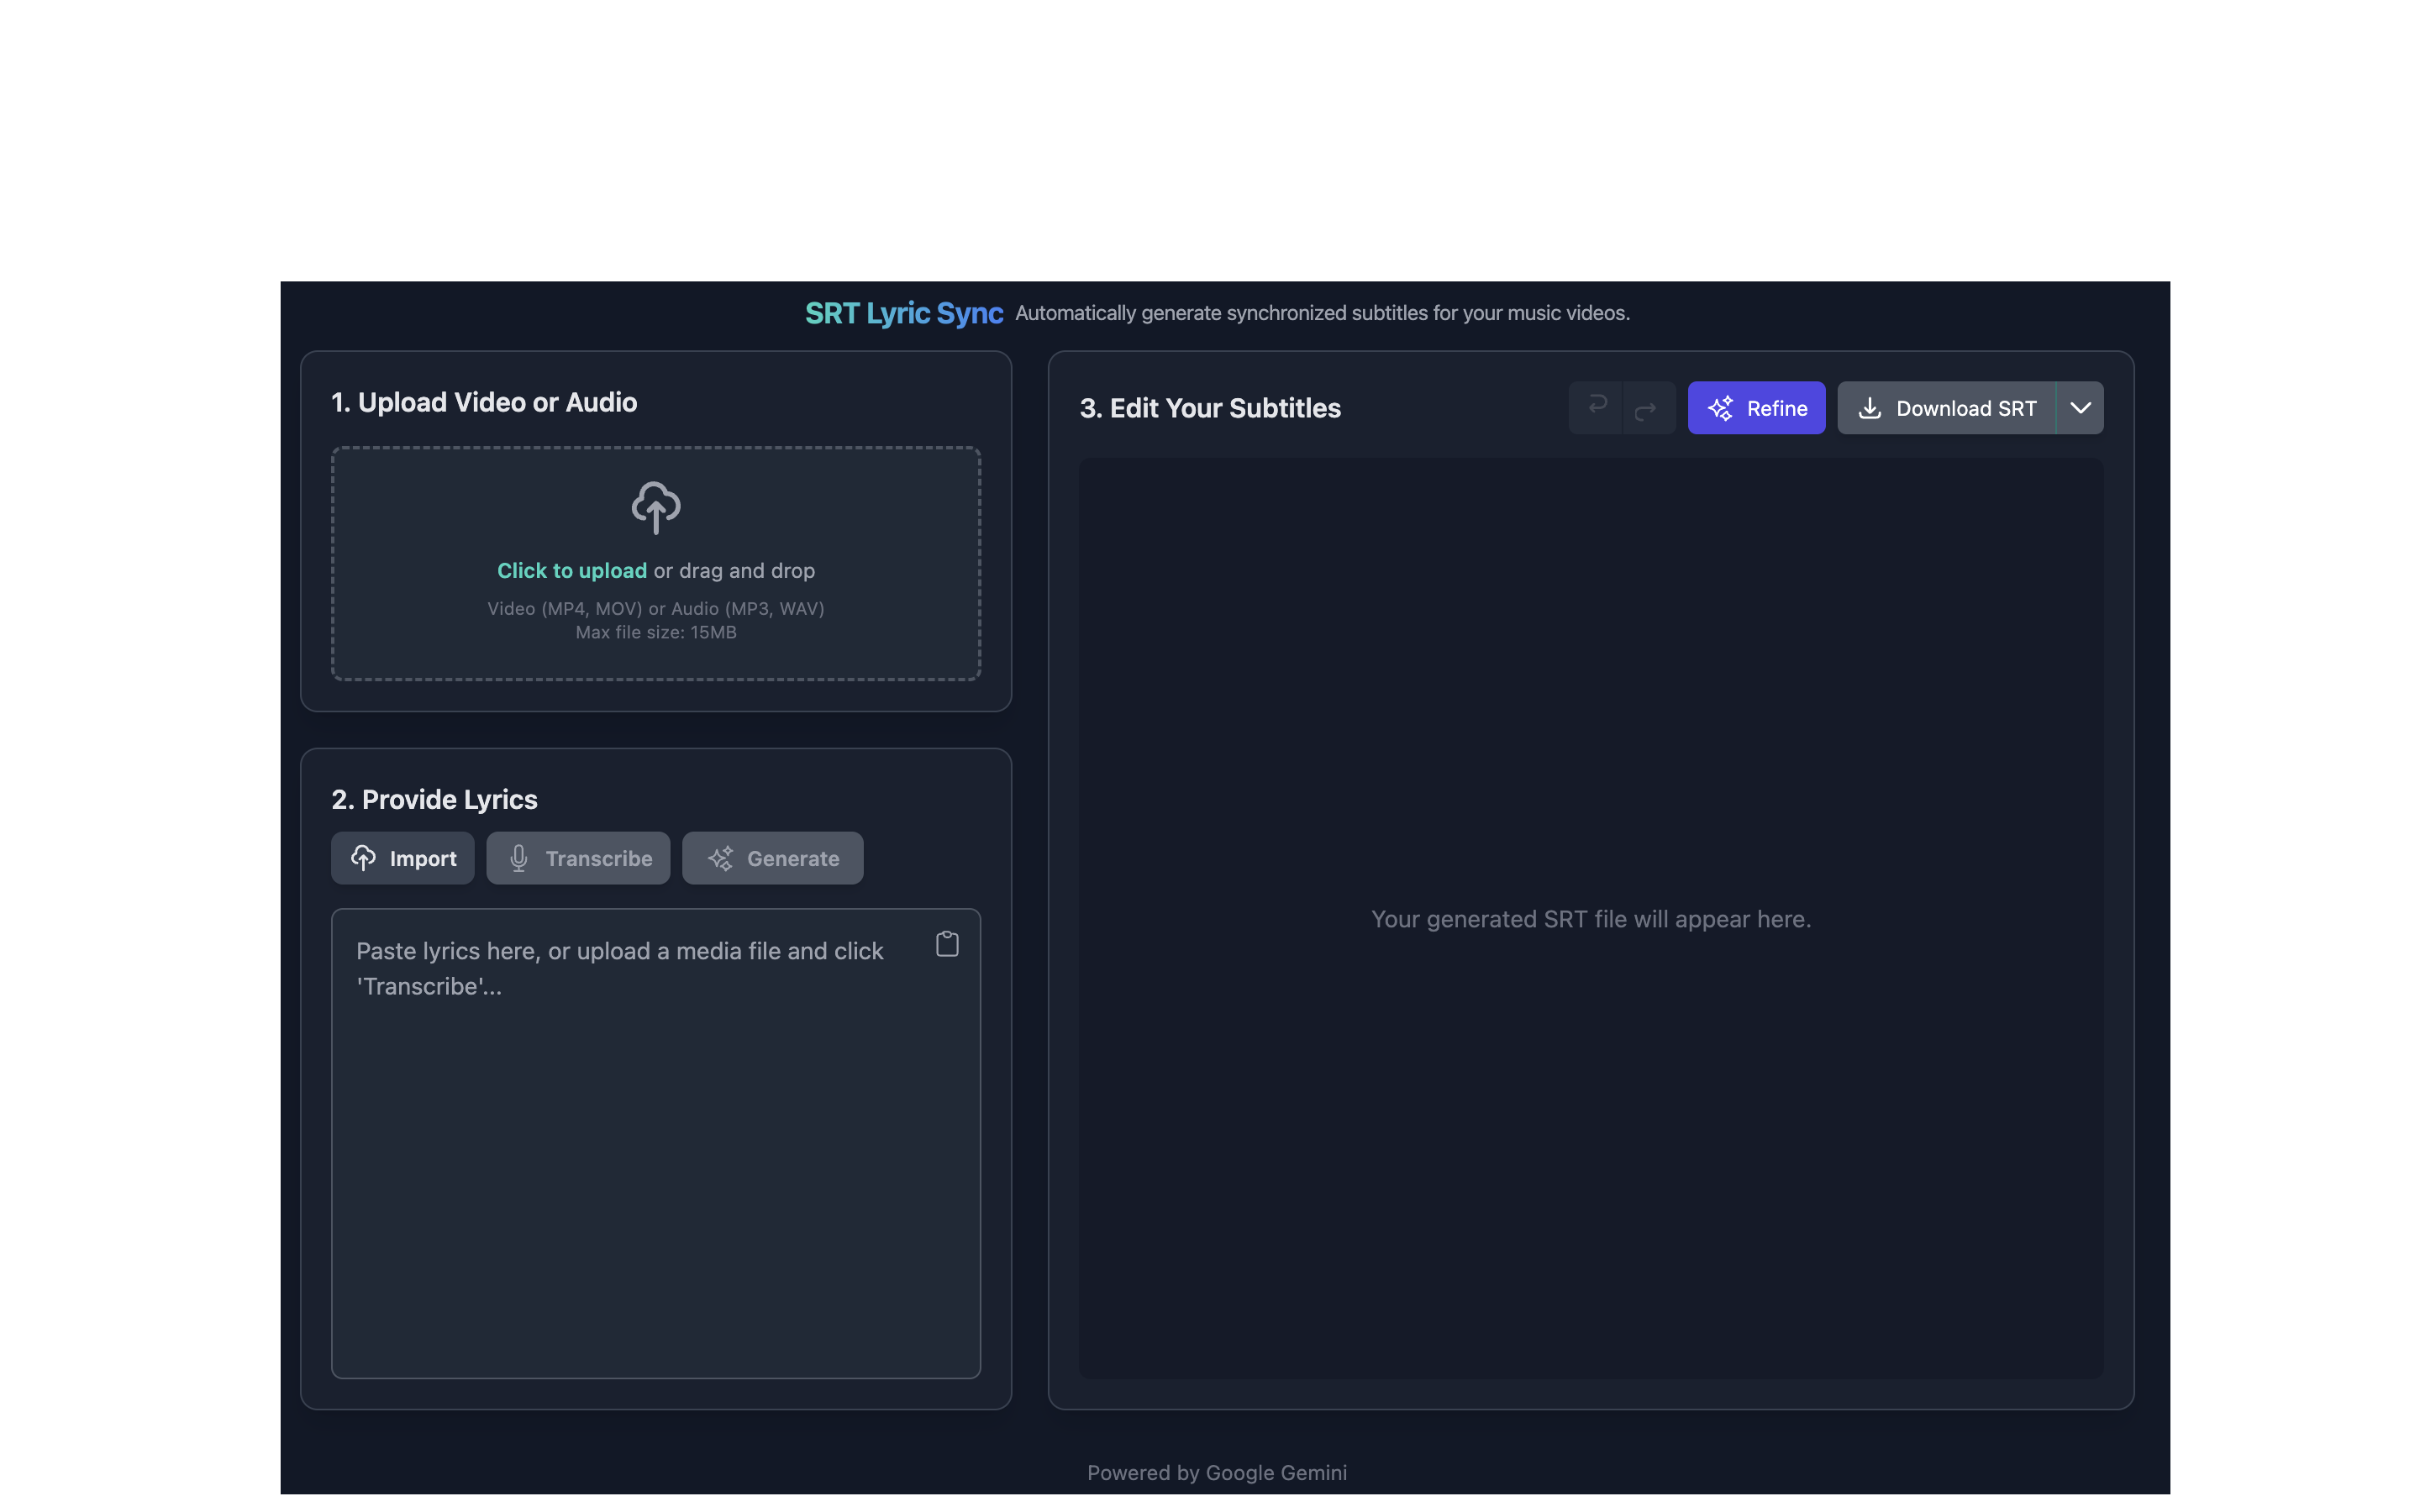 SRT Lyric Sync Automatically generate synchronized subtitles for your music videos.
1. Upload Video or Audio
Click to upload or drag and drop
Video (MP4, MOV) or Audio (MP3, WAV)
Max file size: 15MB
2. Provide Lyrics
Import Transcribe Generate
Paste lyrics here, or upload a media file and click
'Transcribe'...
3. Edit Your Subtitles
Refine Download SRT
Your generated SRT file will appear here.
Powered by Google Gemini